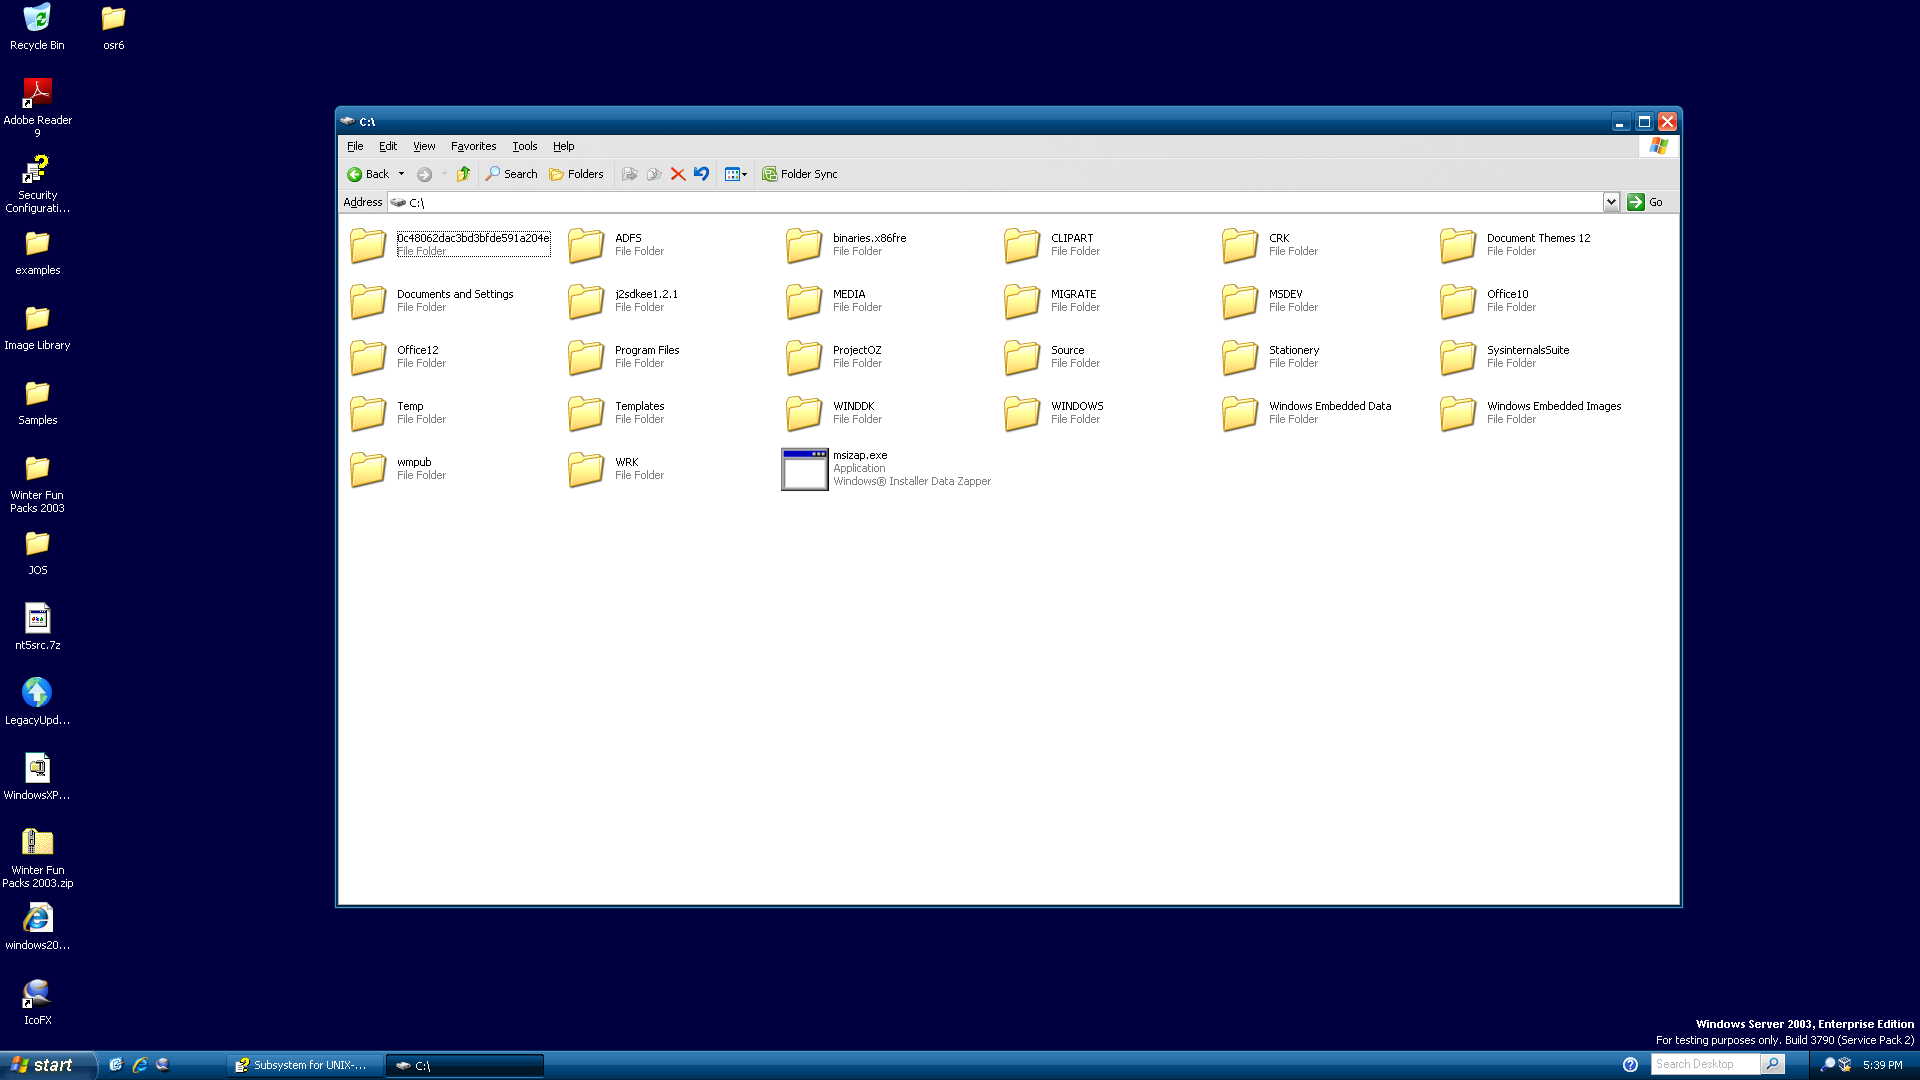 Recycle Bin
osr6
Adobe Reader
9
Security
Configurati...
examples
Image Library
Samples
Winter Fun
Packs 2003
JOS
nt5src.7z
LegacyUpd...
WindowsXP...
Winter Fun
Packs 2003.zip
windows20...
IcoFX
C:\
File Edit View Favorites Tools Help
Back Search Folders Folder Sync
Address C:\ Go
0c48062dac3bd3bfde591a204e
File Folder
ADFS
File Folder
binaries.x86fre
File Folder
CLIPART
File Folder
CRK
File Folder
Document Themes 12
File Folder
Documents and Settings
File Folder
j2sdkee1.2.1
File Folder
MEDIA
File Folder
MIGRATE
File Folder
MSDEV
File Folder
Office10
File Folder
Office12
File Folder
Program Files
File Folder
ProjectOZ
File Folder
Source
File Folder
Stationery
File Folder
SysinternalsSuite
File Folder
Temp
File Folder
Templates
File Folder
WINDDK
File Folder
WINDOWS
File Folder
Windows Embedded Data
File Folder
Windows Embedded Images
File Folder
wmpub
File Folder
WRK
File Folder
msizap.exe
Application
Windows® Installer Data Zapper
Windows Server 2003, Enterprise Edition
For testing purposes only. Build 3790 (Service Pack 2)
start
Subsystem for UNIX-...
C:\
Search Desktop
5:39 PM